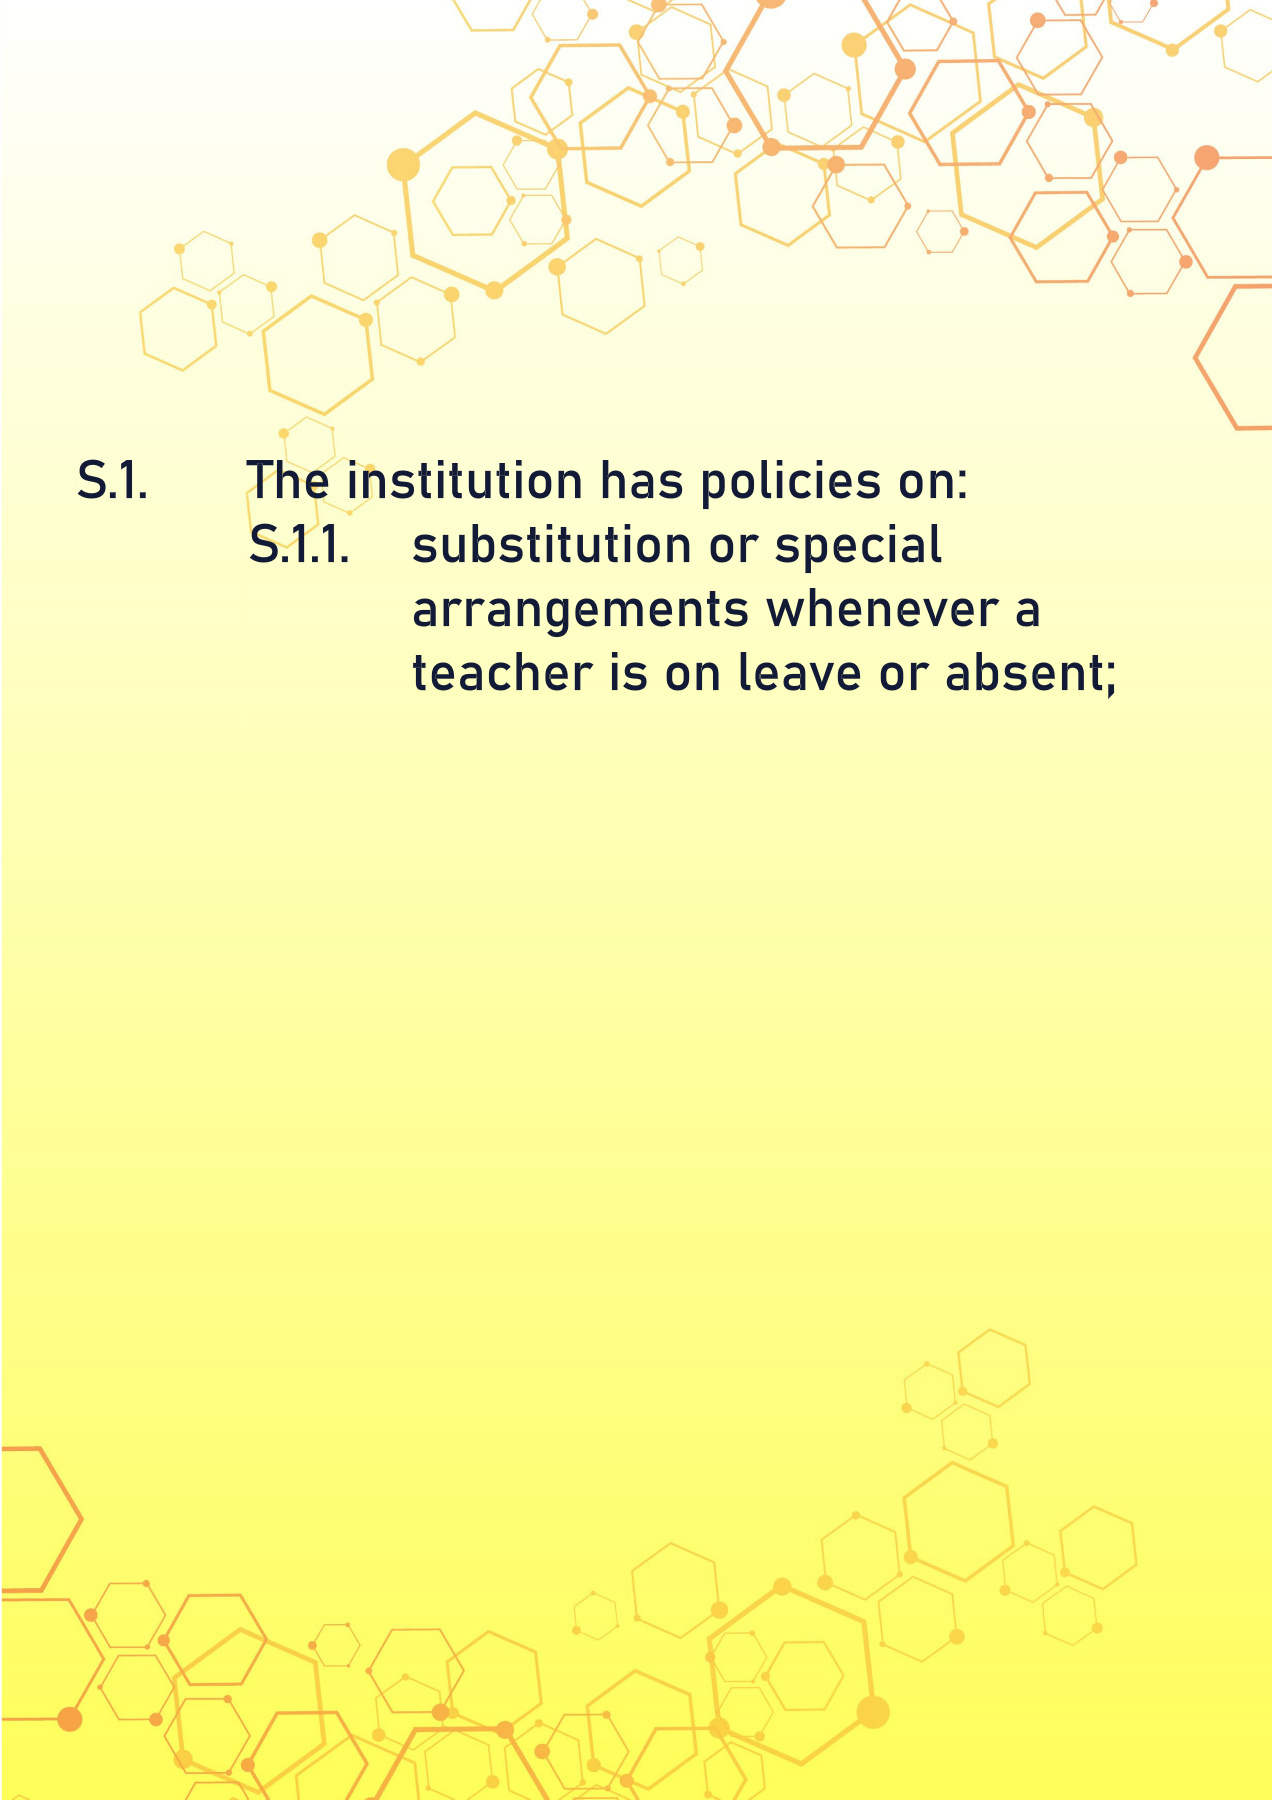 S.1. The institution has policies on:
S.1.1. substitution or special
arrangements whenever a
teacher is on leave or absent;